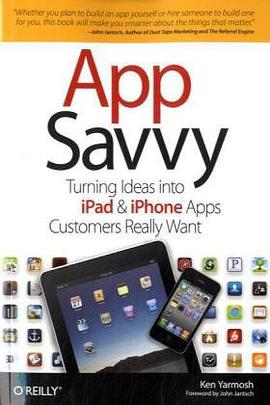 "Whether you plan to build an app yourself or hire someone to build one
for you, this book will make you smarter about the things that matter."
—John Jantsch, Author of Duct Tape Marketing and The Referral Engine
App
Savvy
Turning Ideas into
iPad & iPhone Apps
Customers Really Want
Ken Yarmosh
Foreword by John Jantsch
O'REILLY®